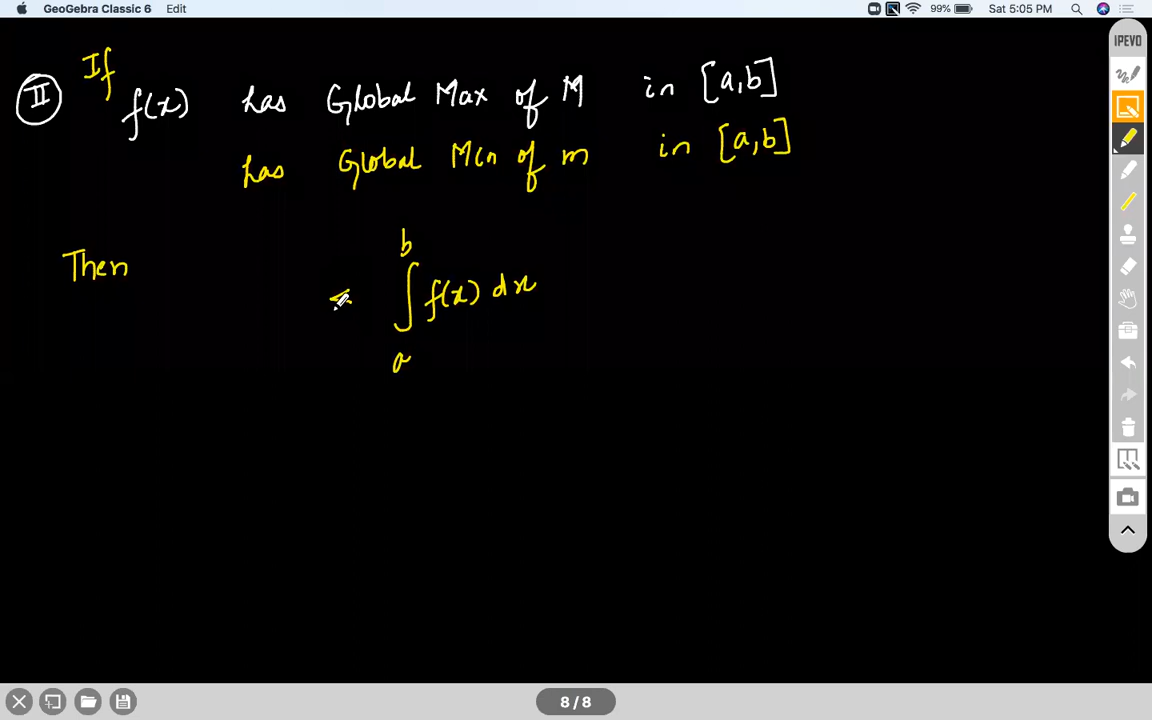 GeoGebra Classic 6 Edit 99% Sat 5:05 PM
IPEVO
II If f(x) has Global Max of M in [a,b]
has Global Min of m in [a,b]
Then ≤ ∫_a^b f(x) dx
8 / 8